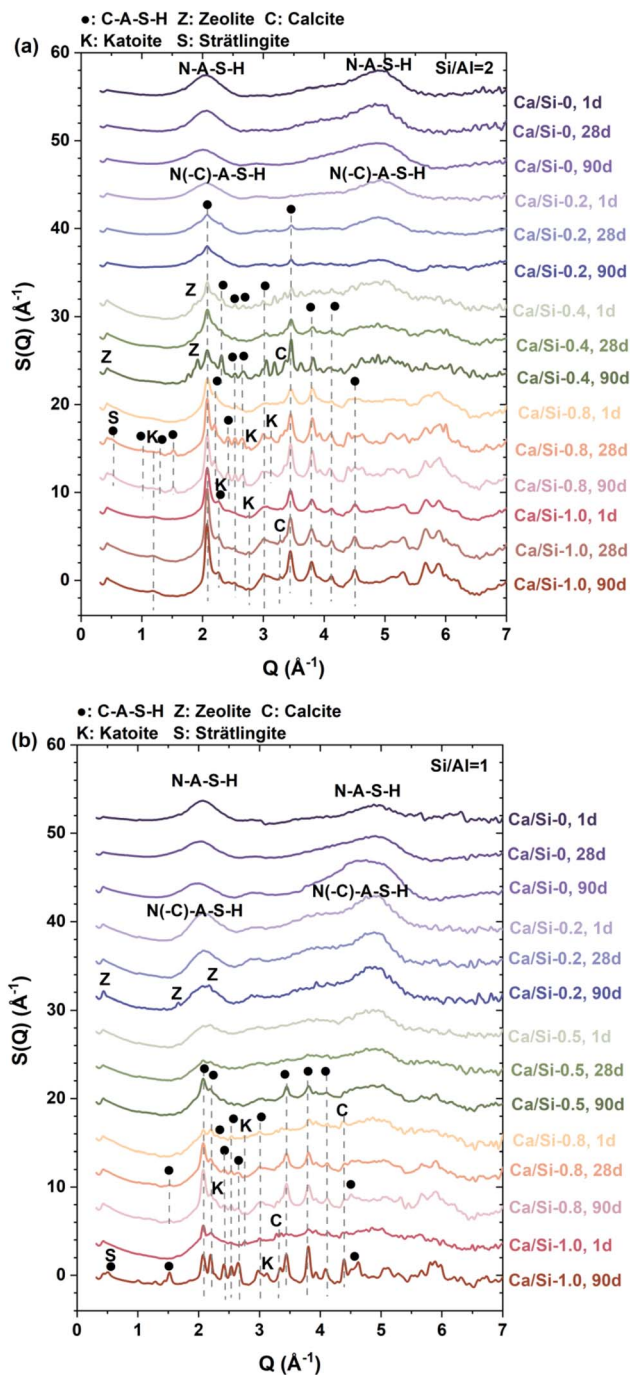 ●: C-A-S-H Z: Zeolite C: Calcite
K: Katoite S: Strätlingite
(a)
60
N-A-S-H N-A-S-H Si/Al=2
Ca/Si-0, 1d
50
Ca/Si-0, 28d
Ca/Si-0, 90d
N(-C)-A-S-H N(-C)-A-S-H
Ca/Si-0.2, 1d
40
Ca/Si-0.2, 28d
Ca/Si-0.2, 90d
Z
Ca/Si-0.4, 1d
30
Ca/Si-0.4, 28d
Z Z C
Ca/Si-0.4, 90d
20
Ca/Si-0.8, 1d
S K K K
Ca/Si-0.8, 28d
Ca/Si-0.8, 90d
10
K K
Ca/Si-1.0, 1d
C
Ca/Si-1.0, 28d
0
Ca/Si-1.0, 90d
S(Q) (Å⁻¹)
0 1 2 3 4 5 6 7
Q (Å⁻¹)
●: C-A-S-H Z: Zeolite C: Calcite
K: Katoite S: Strätlingite
(b)
60
Si/Al=1
N-A-S-H N-A-S-H
Ca/Si-0, 1d
50
Ca/Si-0, 28d
Ca/Si-0, 90d
N(-C)-A-S-H N(-C)-A-S-H
40
Ca/Si-0.2, 1d
Ca/Si-0.2, 28d
Z Z Z
Ca/Si-0.2, 90d
30
Ca/Si-0.5, 1d
Ca/Si-0.5, 28d
20
Ca/Si-0.5, 90d
K C
Ca/Si-0.8, 1d
10
Ca/Si-0.8, 28d
K
Ca/Si-0.8, 90d
C
Ca/Si-1.0, 1d
S K
0
Ca/Si-1.0, 90d
S(Q) (Å⁻¹)
0 1 2 3 4 5 6 7
Q (Å⁻¹)